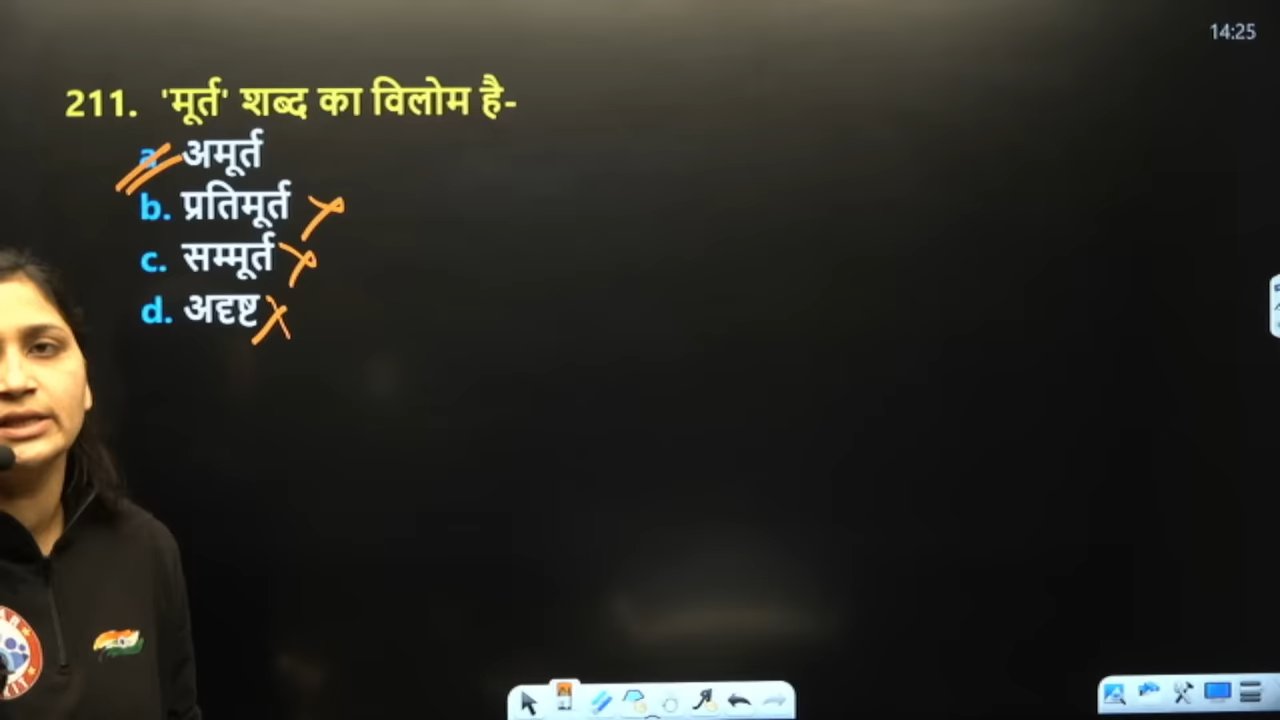 14:25
211. 'मूर्त' शब्द का विलोम है-
a. अमूर्त
b. प्रतिमूर्त
c. सम्मूर्त
d. अदृष्ट